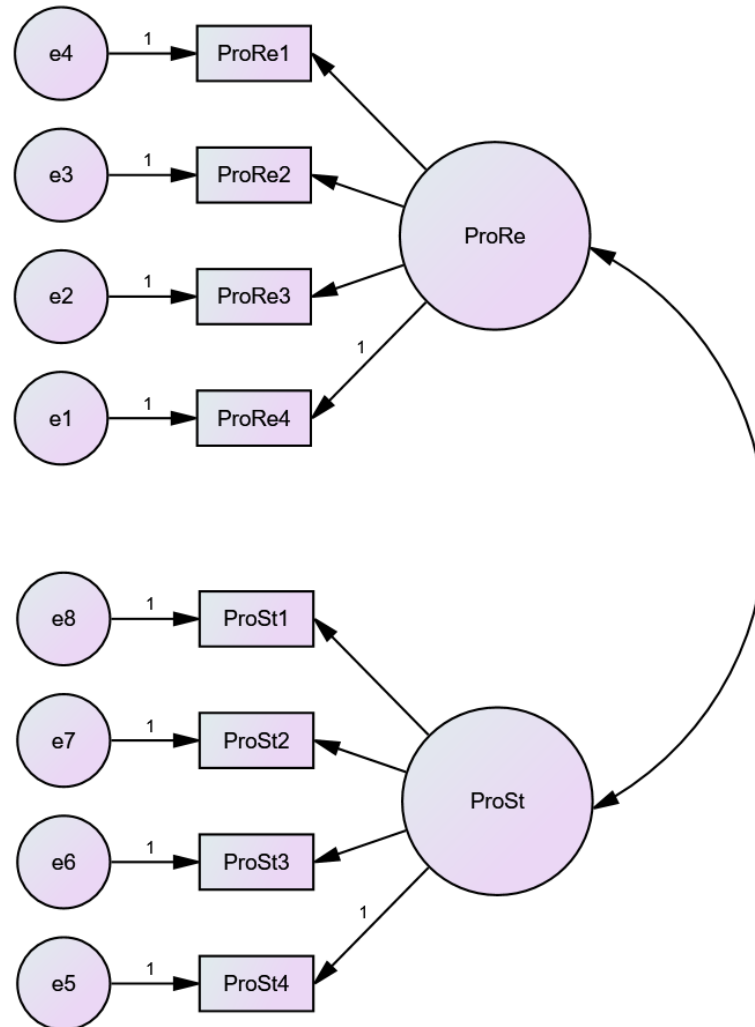 e4 1 ProRe1
e3 1 ProRe2
ProRe
e2 1 ProRe3
1
e1 1 ProRe4
e8 1 ProSt1
e7 1 ProSt2
ProSt
e6 1 ProSt3
1
e5 1 ProSt4